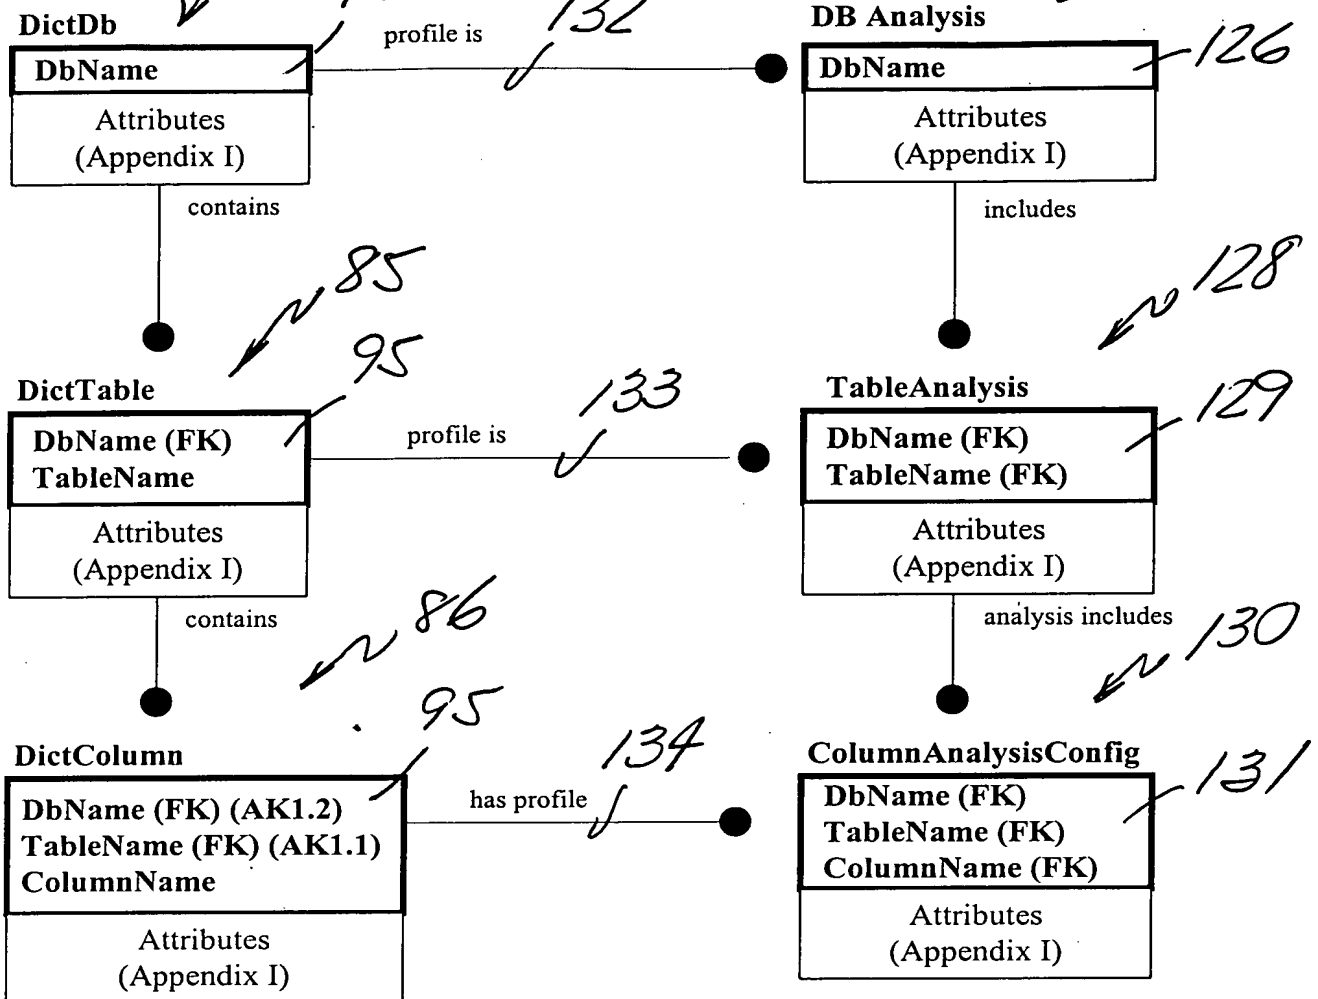 DictDb
profile is
132
DB Analysis
DbName
DbName
126
Attributes
(Appendix I)
Attributes
(Appendix I)
contains
includes
85
128
95
DictTable
133
TableAnalysis
129
DbName (FK)
TableName
profile is
DbName (FK)
TableName (FK)
Attributes
(Appendix I)
Attributes
(Appendix I)
contains
analysis includes
86
130
95
DictColumn
134
ColumnAnalysisConfig
131
DbName (FK) (AK1.2)
TableName (FK) (AK1.1)
ColumnName
has profile
DbName (FK)
TableName (FK)
ColumnName (FK)
Attributes
(Appendix I)
Attributes
(Appendix I)